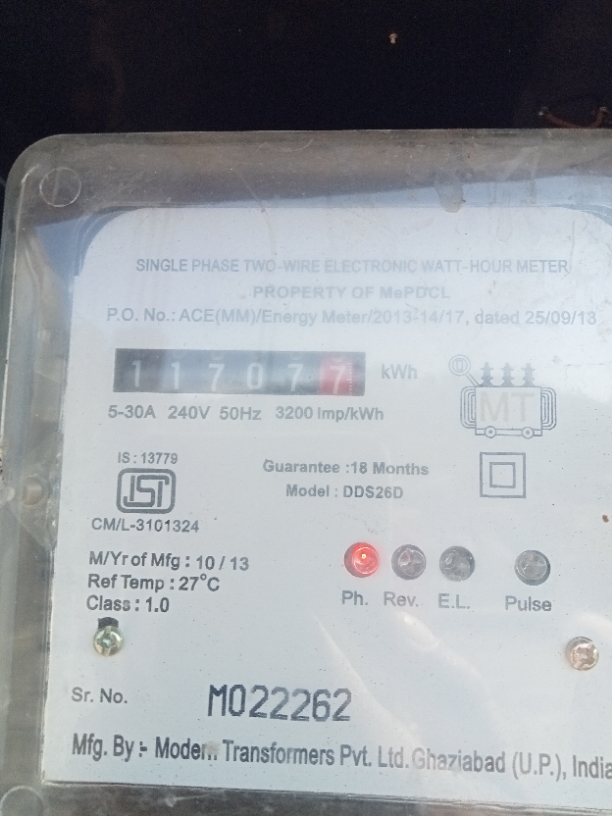 SINGLE PHASE TWO-WIRE ELECTRONIC WATT-HOUR METER
PROPERTY OF MePDCL
P.O. No.: ACE(MM)/Energy Meter/2013-14/17, dated 25/09/13
117077 kWh
5-30A 240V 50Hz 3200 Imp/kWh
MT
IS : 13779
ISI
CM/L-3101324
Guarantee :18 Months
Model : DDS26D
M/Yr of Mfg : 10 / 13
Ref Temp : 27°C
Class : 1.0
Ph. Rev. E.L. Pulse
Sr. No. M022262
Mfg. By :- Modern Transformers Pvt. Ltd. Ghaziabad (U.P.), India